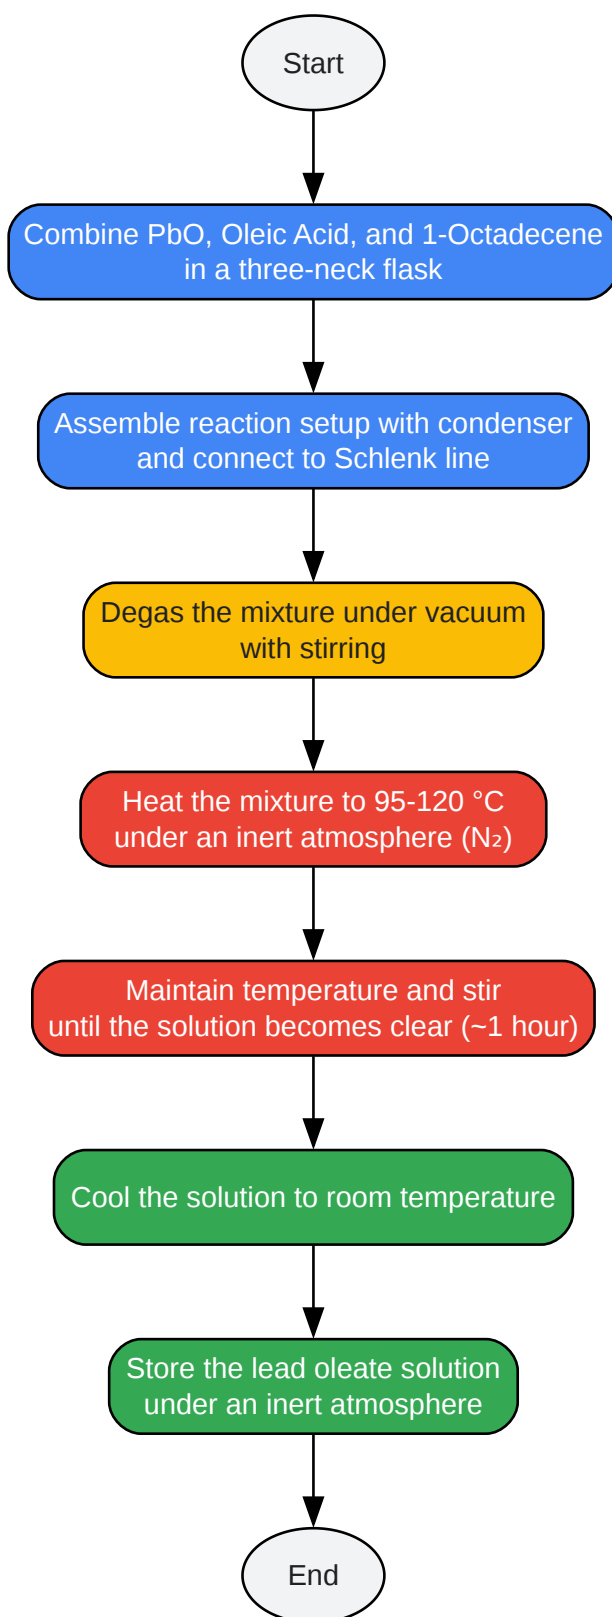 Start
Combine PbO, Oleic Acid, and 1-Octadecene
in a three-neck flask
Assemble reaction setup with condenser
and connect to Schlenk line
Degas the mixture under vacuum
with stirring
Heat the mixture to 95-120 °C
under an inert atmosphere (N₂)
Maintain temperature and stir
until the solution becomes clear (~1 hour)
Cool the solution to room temperature
Store the lead oleate solution
under an inert atmosphere
End